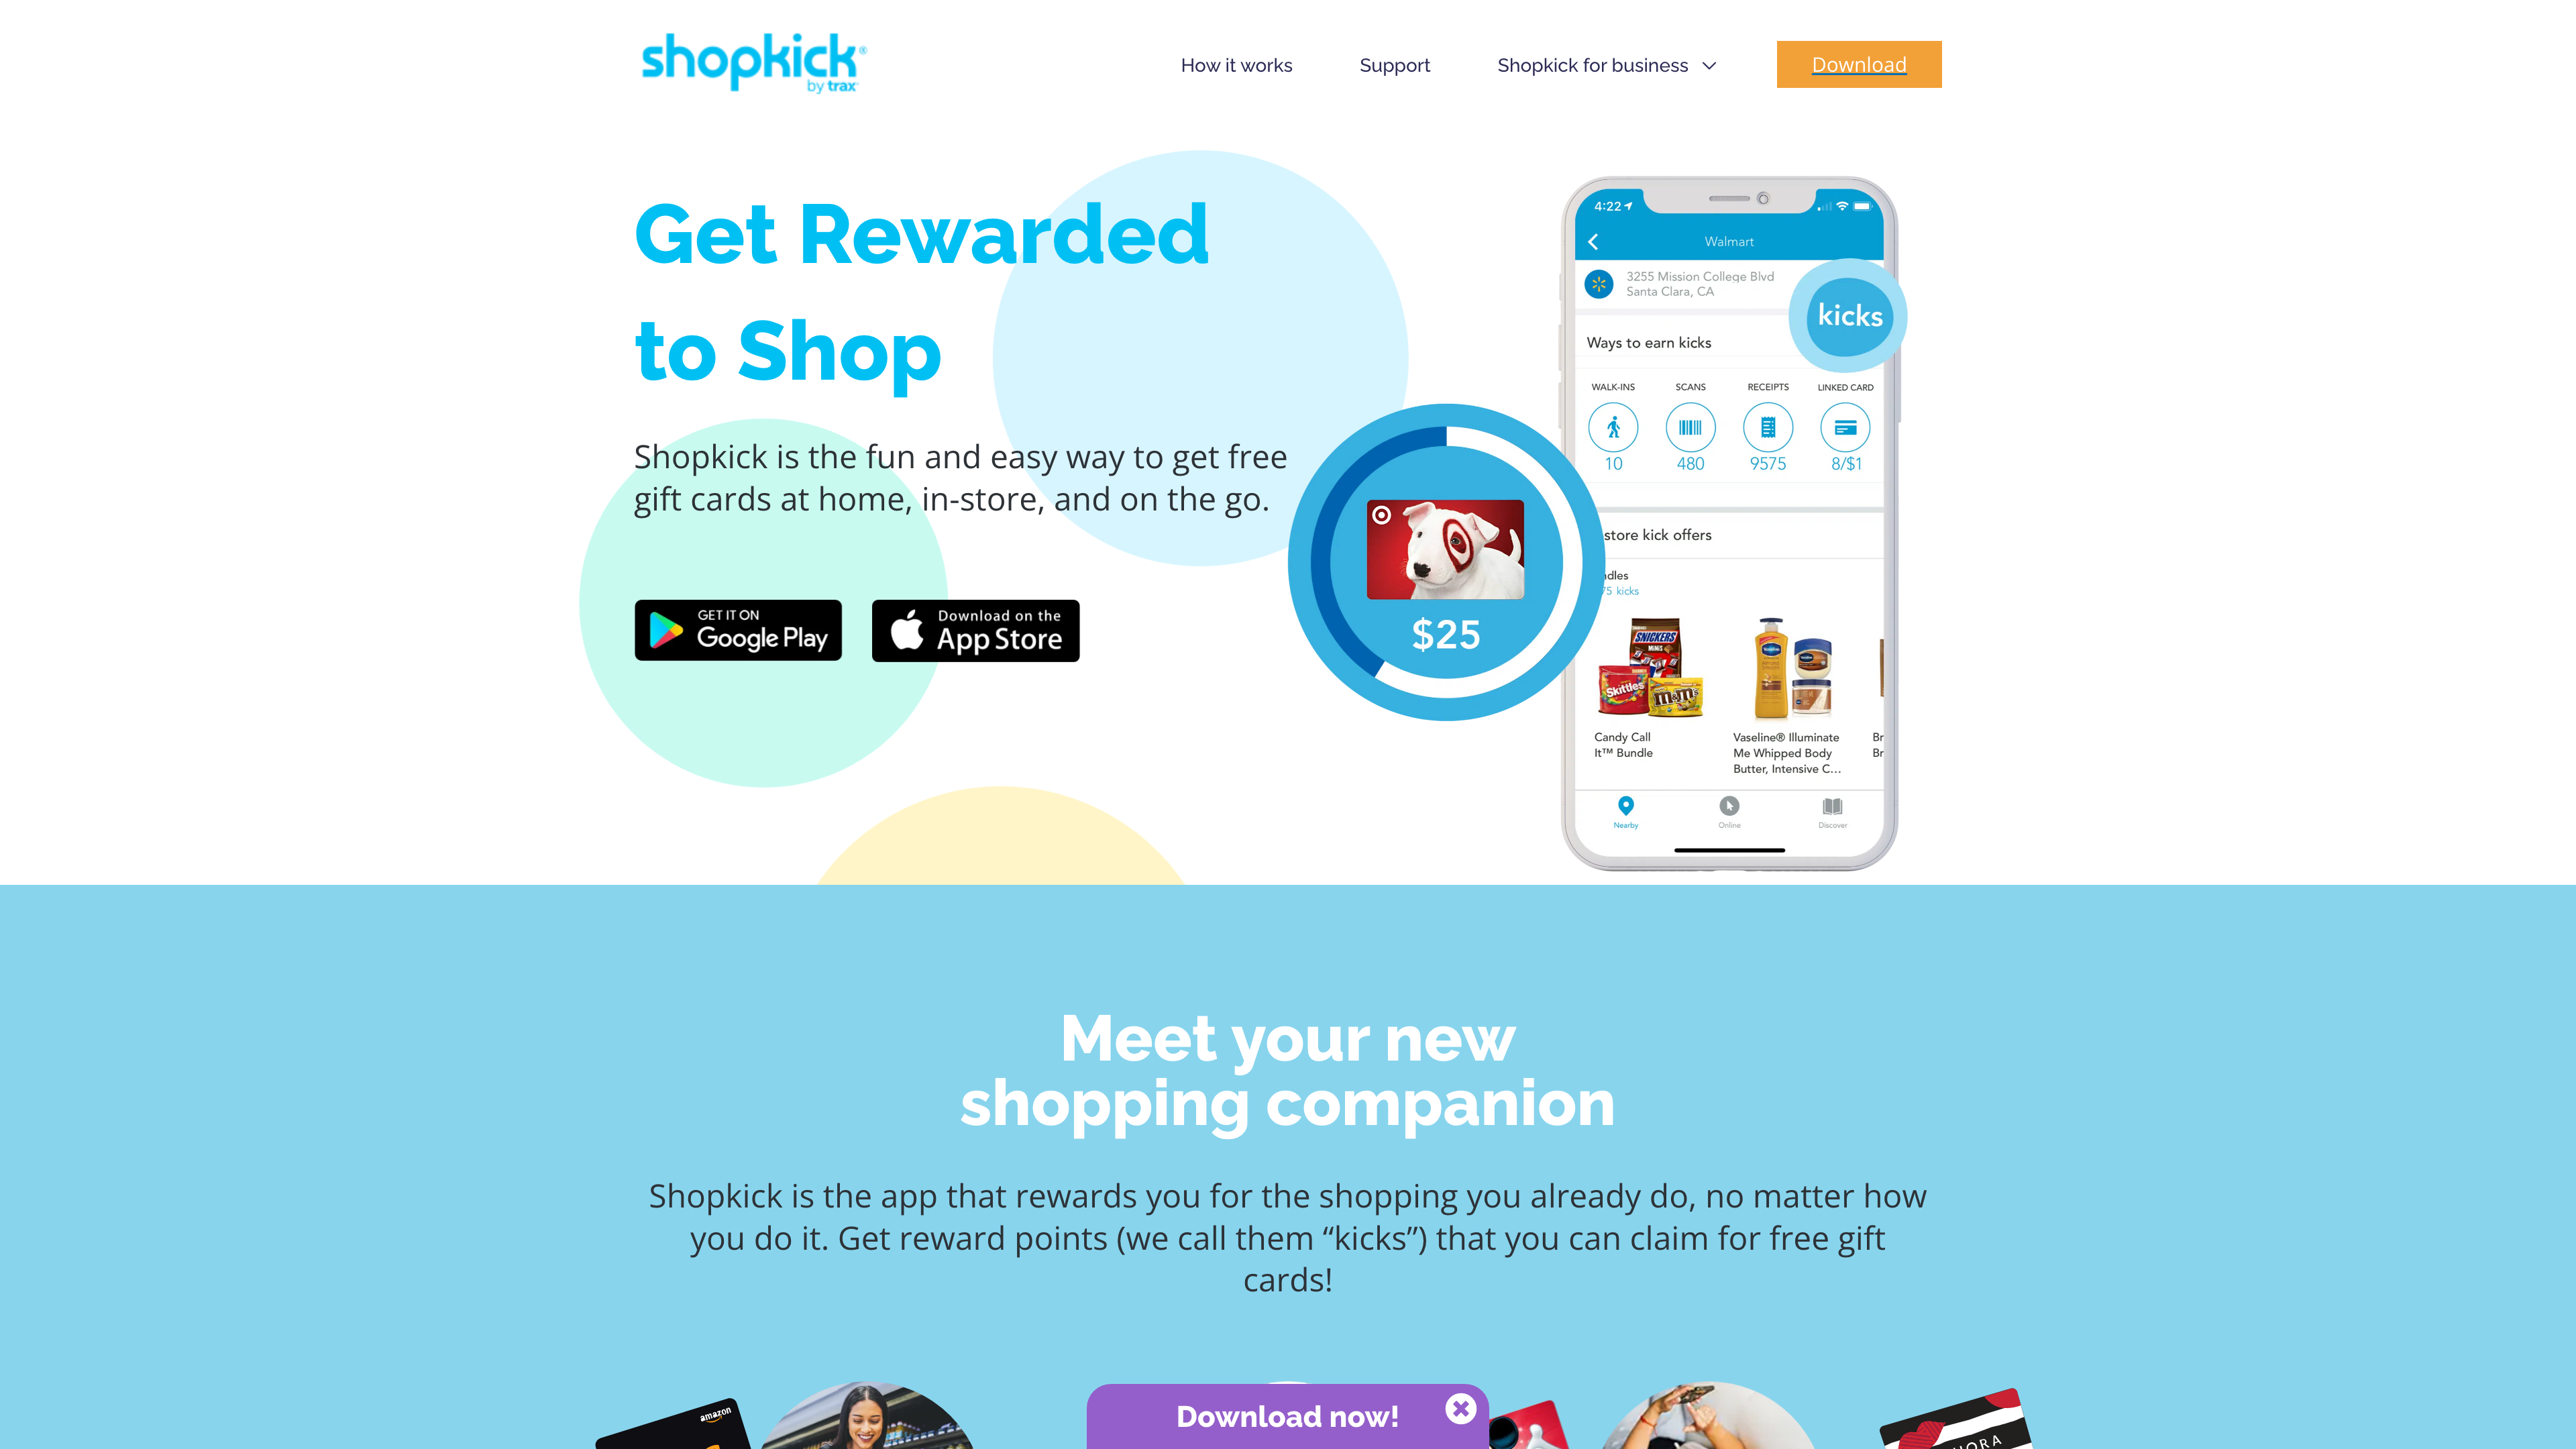 shopkick®
by trax
How it works
Support
Shopkick for business
Download
Get Rewarded
to Shop
Shopkick is the fun and easy way to get free
gift cards at home, in-store, and on the go.
GET IT ON
Google Play
Download on the
App Store
$25
4:22
Walmart
3255 Mission College Blvd
Santa Clara, CA
kicks
Ways to earn kicks
WALK-INS
SCANS
RECEIPTS
LINKED CARD
10
480
9575
8/$1
store kick offers
kicks
SNICKERS
MINIS
Skittles
m&m's
Vaseline
Candy Call
It™ Bundle
Vaseline® Illuminate
Me Whipped Body
Butter, Intensive C...
Br
Br
Nearby
Online
Discover
Meet your new
shopping companion
Shopkick is the app that rewards you for the shopping you already do, no matter how
you do it. Get reward points (we call them “kicks”) that you can claim for free gift
cards!
amazon
Download now!